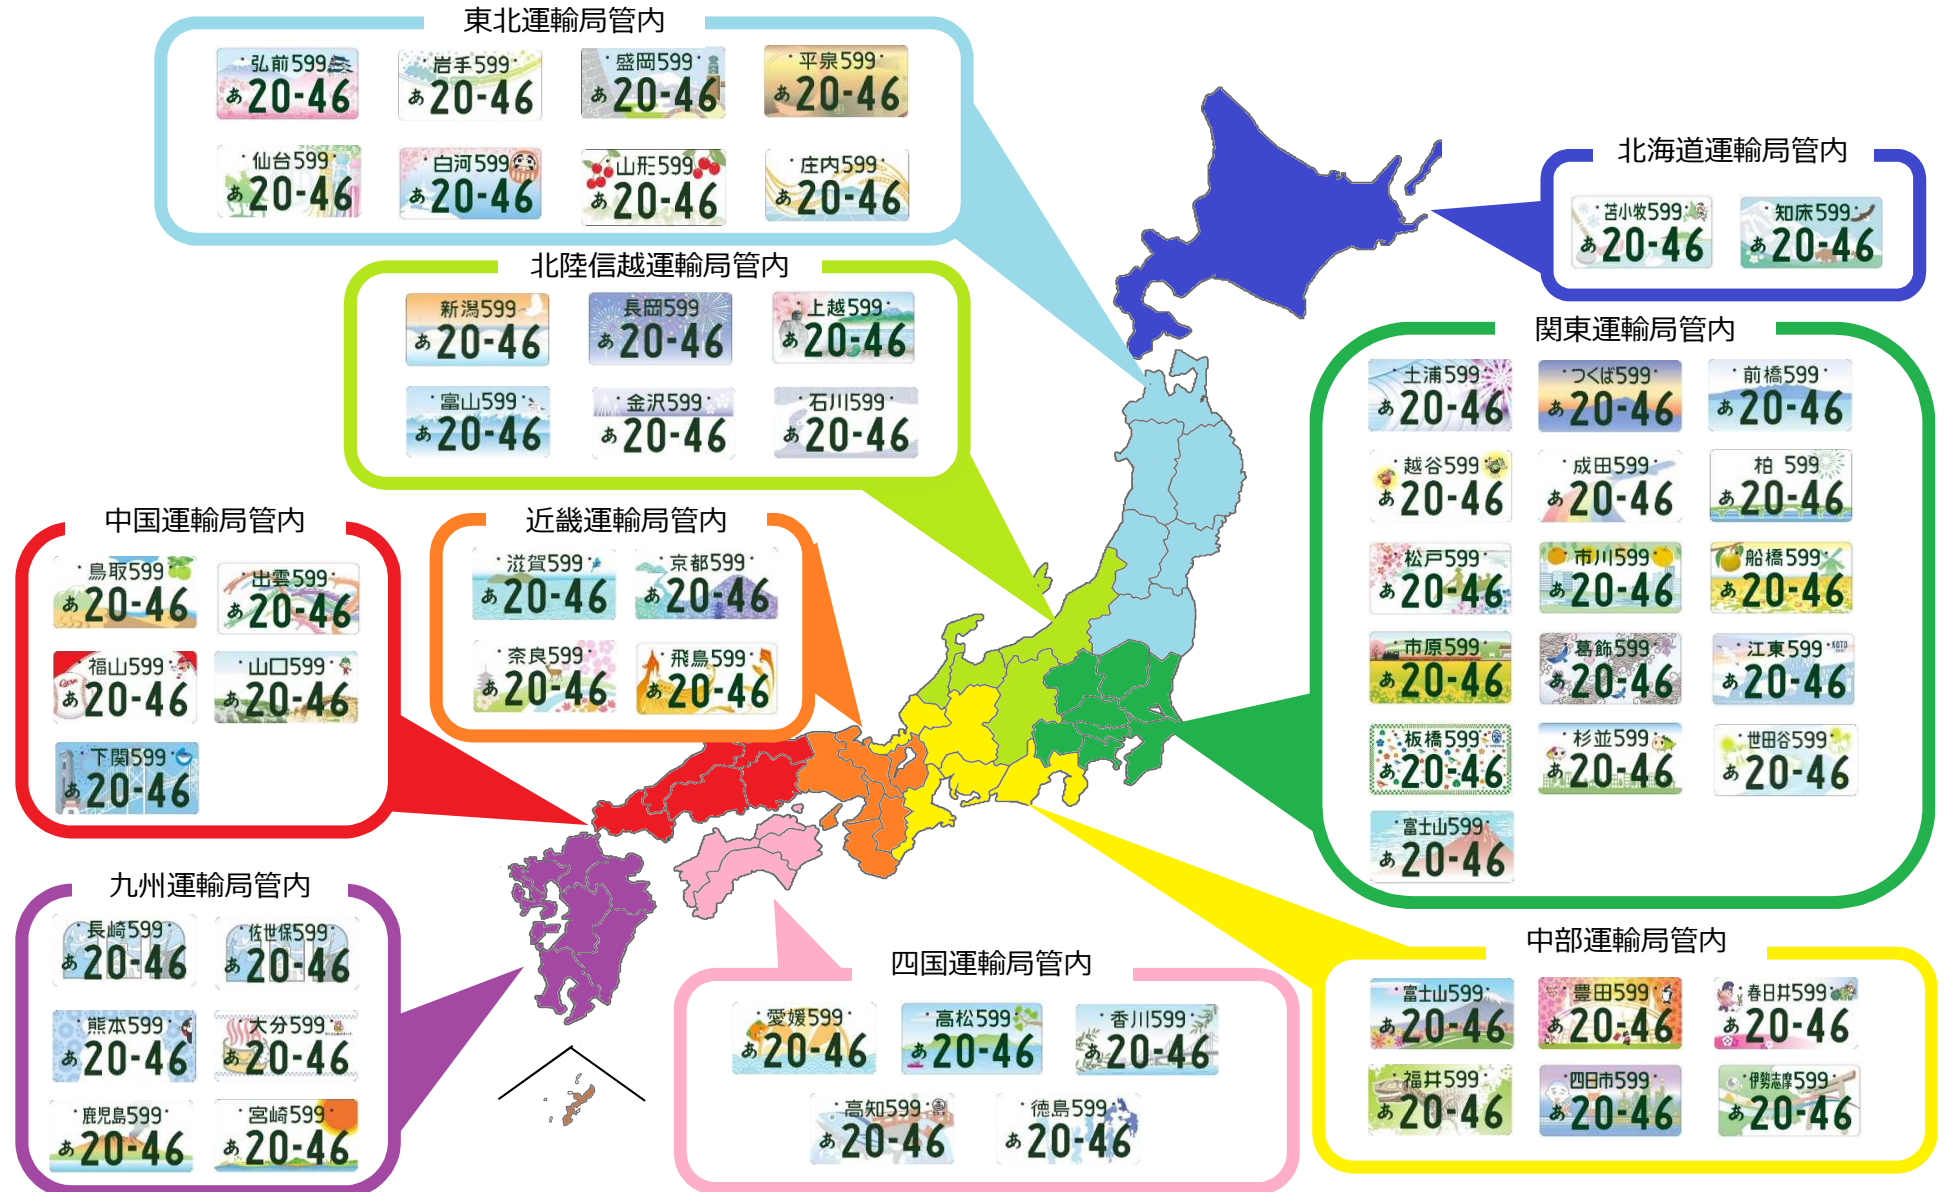 東北運輸局管内
弘前599
あ20-46
岩手599
あ20-46
盛岡599
あ20-46
平泉599
あ20-46
仙台599
あ20-46
白河599
あ20-46
山形599
あ20-46
庄内599
あ20-46
北海道運輸局管内
苫小牧599
あ20-46
知床599
あ20-46
北陸信越運輸局管内
新潟599
あ20-46
長岡599
あ20-46
上越599
あ20-46
富山599
あ20-46
金沢599
あ20-46
石川599
あ20-46
関東運輸局管内
土浦599
あ20-46
つくば599
あ20-46
前橋599
あ20-46
越谷599
あ20-46
成田599
あ20-46
柏 599
あ20-46
松戸599
あ20-46
市川599
あ20-46
船橋599
あ20-46
市原599
あ20-46
葛飾599
あ20-46
江東599
KOTO
あ20-46
板橋599
あ20-46
杉並599
あ20-46
世田谷599
あ20-46
富士山599
あ20-46
中国運輸局管内
鳥取599
あ20-46
出雲599
あ20-46
福山599
あ20-46
山口599
あ20-46
下関599
あ20-46
近畿運輸局管内
滋賀599
あ20-46
京都599
あ20-46
奈良599
あ20-46
飛鳥599
あ20-46
九州運輸局管内
長崎599
あ20-46
佐世保599
あ20-46
熊本599
あ20-46
大分599
あ20-46
鹿児島599
あ20-46
宮崎599
あ20-46
四国運輸局管内
愛媛599
あ20-46
高松599
あ20-46
香川599
あ20-46
高知599
あ20-46
徳島599
あ20-46
中部運輸局管内
富士山599
あ20-46
豊田599
あ20-46
春日井599
あ20-46
福井599
あ20-46
四日市599
あ20-46
伊勢志摩599
あ20-46